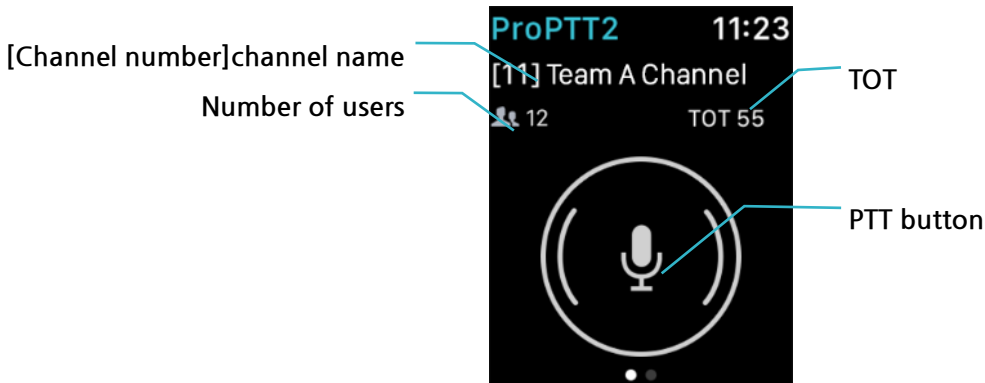 ProPTT2 11:23
[Channel number]channel name
[11] Team A Channel
TOT
Number of users
12 TOT 55
PTT button